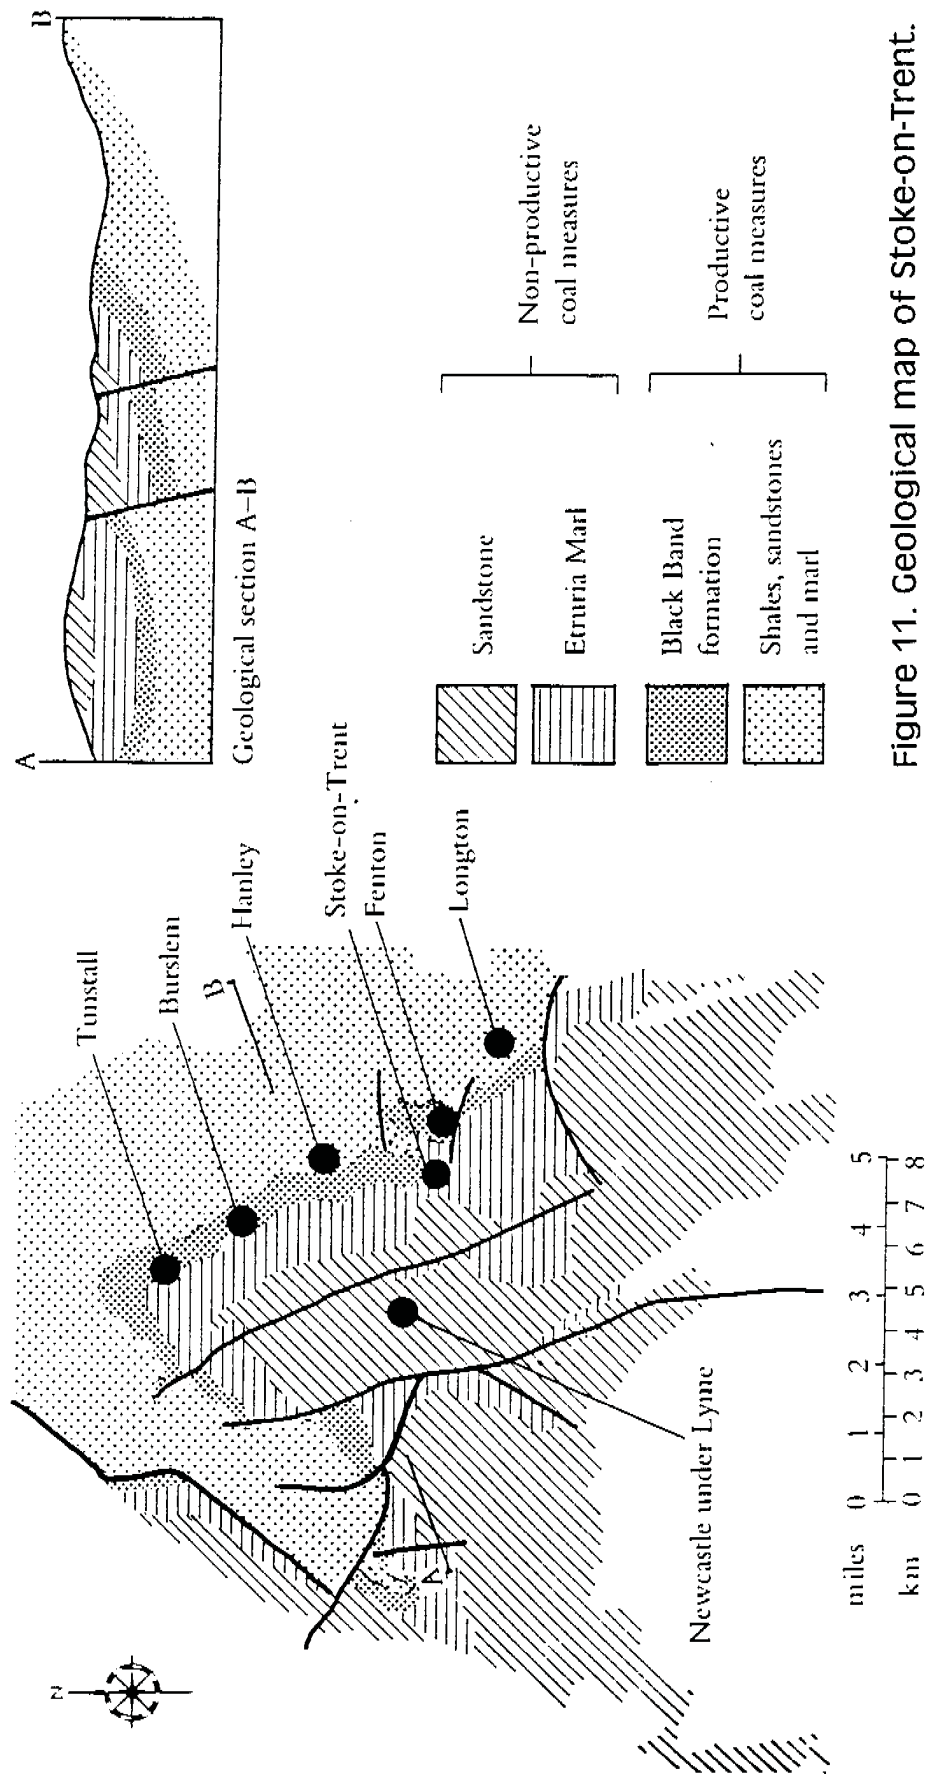 N
Tunstall
Burslem
B
Hanley
Stoke-on-Trent
Fenton
Longton
A
Newcastle under Lyme
miles 0 1 2 3 4 5
km 0 1 2 3 4 5 6 7 8
A
B
Geological section A–B
Sandstone
Etruria Marl
Non-productive
coal measures
Black Band
formation
Shales, sandstones
and marl
Productive
coal measures
Figure 11. Geological map of Stoke-on-Trent.